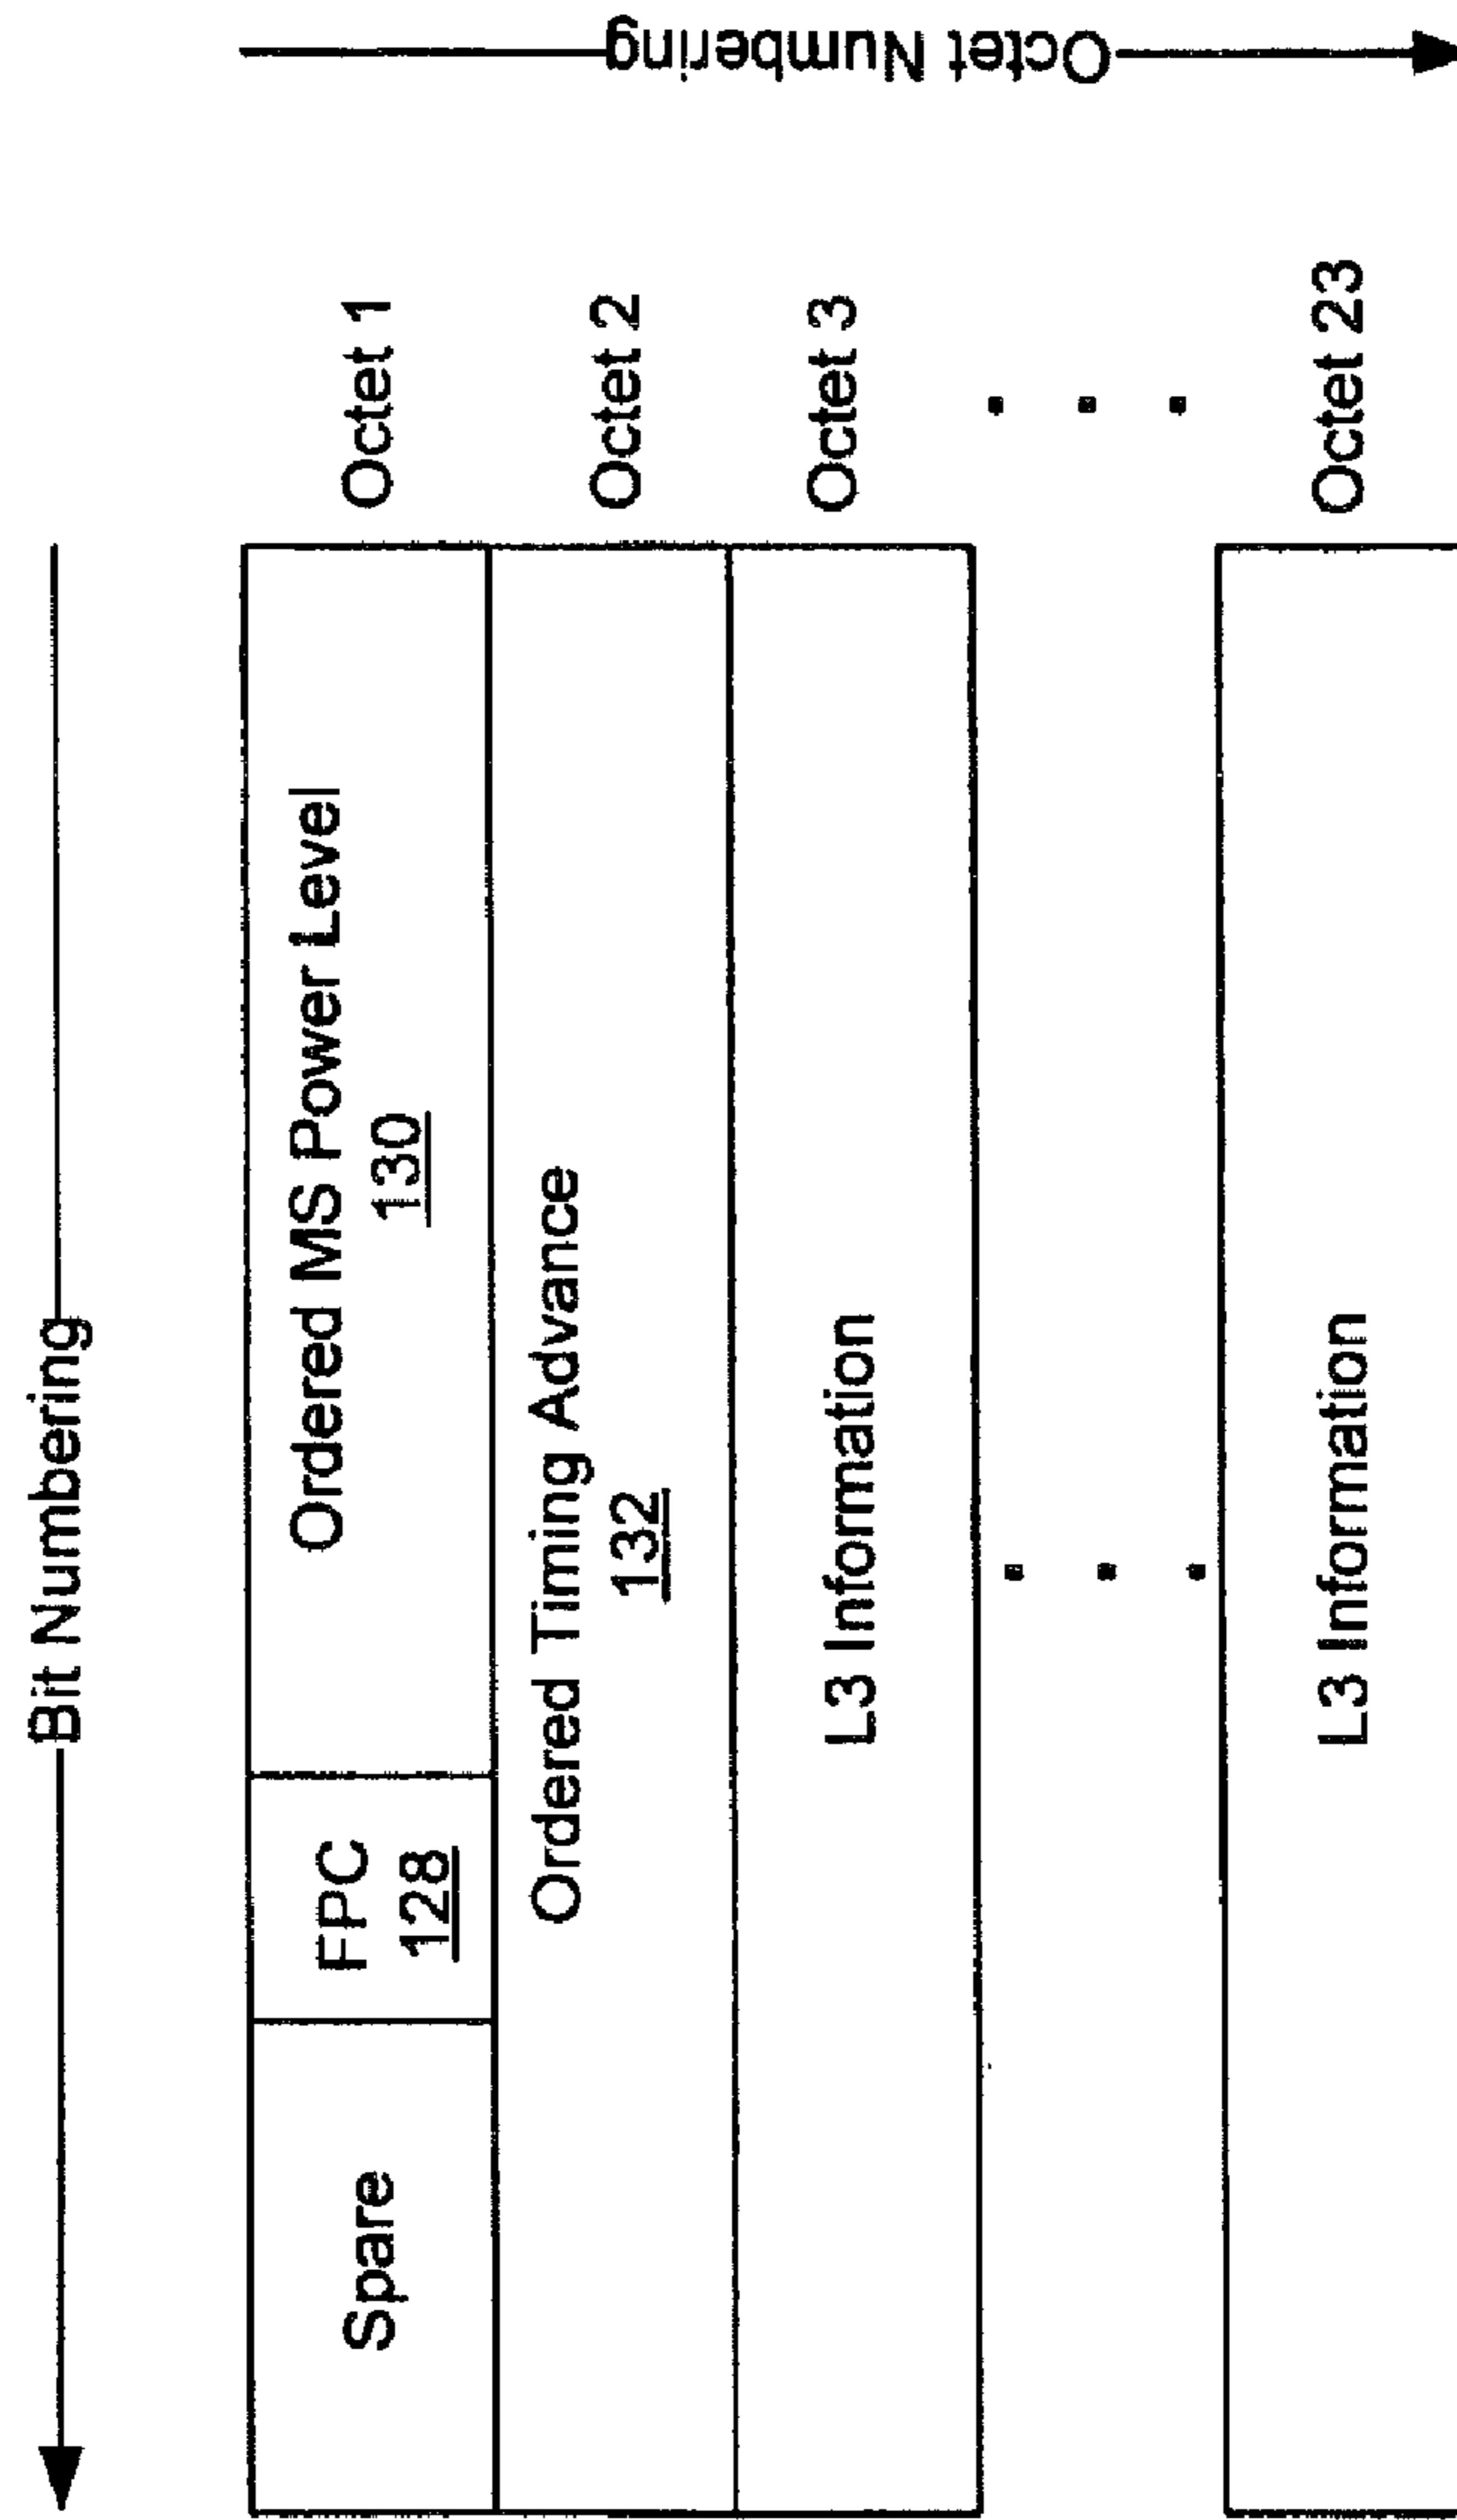 Bit Numbering
Octet Numbering
Spare
FPC
128
Ordered MS Power Level
130
Octet 1
Ordered Timing Advance
132
Octet 2
L3 Information
Octet 3
L3 Information
Octet 23